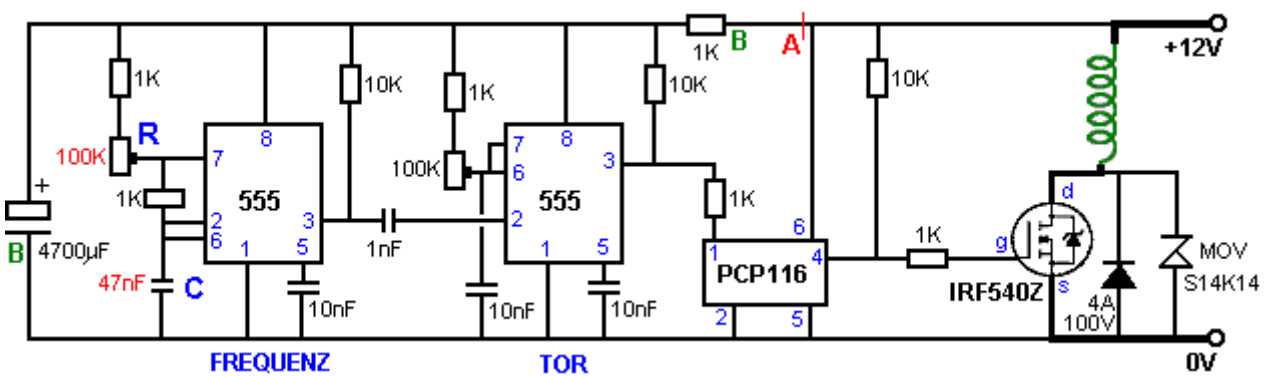 1K B A +12V
1K 10K 1K 10K 10K
R
100K 7 8
555
1K 2 6 1 5 3
+
B 4700µF
47nF C
10nF
1nF
100K 7 6 8 3
555
2 1 5
10nF 10nF
1K
1 6 4
PCP116
2 5
1K
g d s
IRF540Z
4A
100V
MOV
S14K14
FREQUENZ TOR 0V